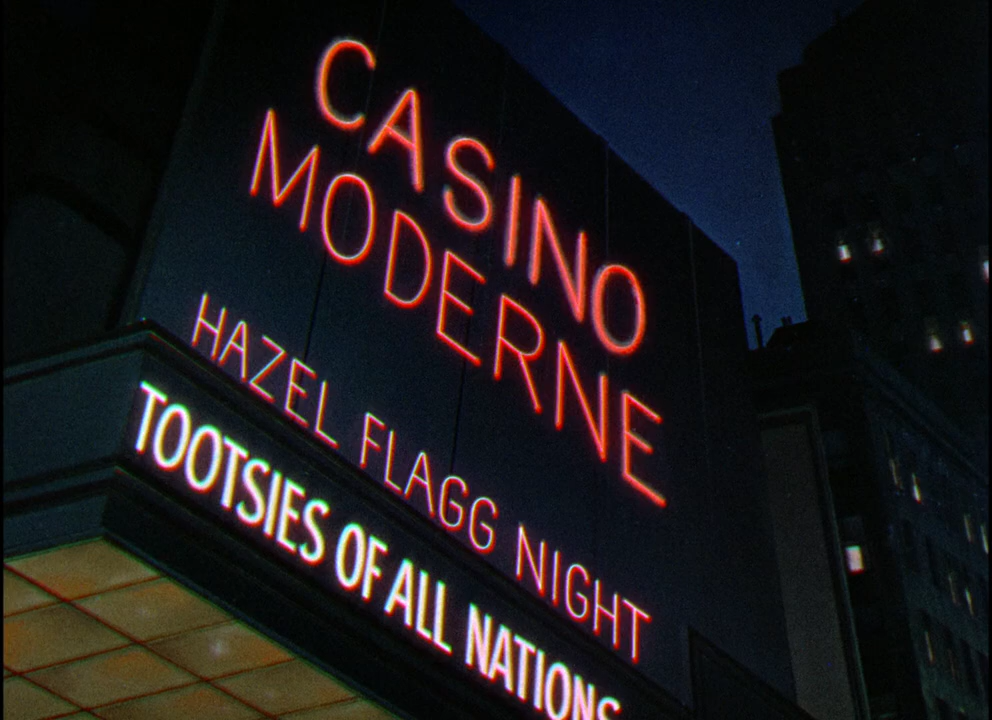 CASINO
MODERNE
HAZEL FLAGG NIGHT
TOOTSIES OF ALL NATIONS